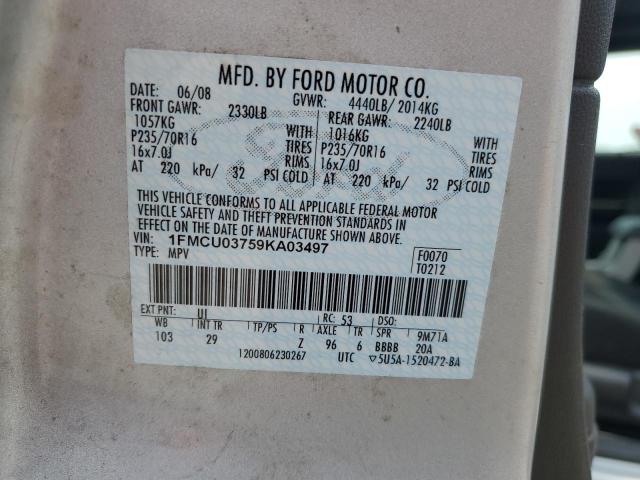 MFD. BY FORD MOTOR CO.
DATE: 06/08 GVWR: 4440LB/ 2014KG
FRONT GAWR: 2330LB REAR GAWR: 2240LB
1057KG WITH 1016KG WITH
P235/70R16 TIRES P235/70R16 TIRES
16x7.0J RIMS 16x7.0J RIMS
AT 220 kPa/ 32 PSI COLD AT 220 kPa/ 32 PSI COLD
THIS VEHICLE CONFORMS TO ALL APPLICABLE FEDERAL MOTOR
VEHICLE SAFETY AND THEFT PREVENTION STANDARDS IN
EFFECT ON THE DATE OF MANUFACTURE SHOWN ABOVE.
VIN: 1FMCU03759KA03497 F0070
TYPE: MPV T0212
EXT PNT: UI RC: 53 DSO:
WB INT TR TP/PS R AXLE TR SPR 9M71A
103 29 Z 96 6 BBBB 20A
1200806230267 UTC ▽5U5A-1520472-BA